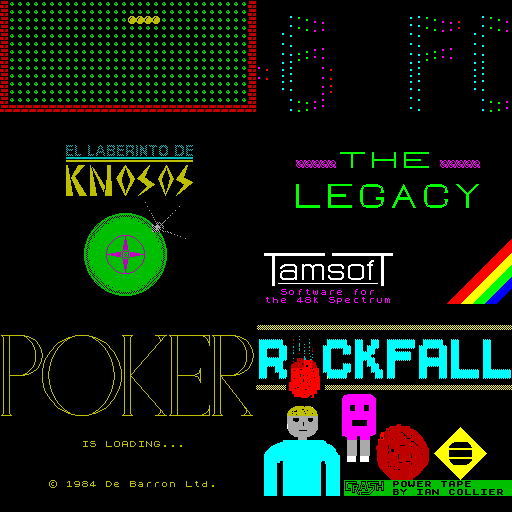 EL LABERINTO DE
KNOSOS
THE
LEGACY
Tamsoft
Software for
the 48K Spectrum
POKER
IS LOADING...
© 1984 De Barron Ltd.
ROCKFALL
CRASH POWER TAPE
BY IAN COLLIER